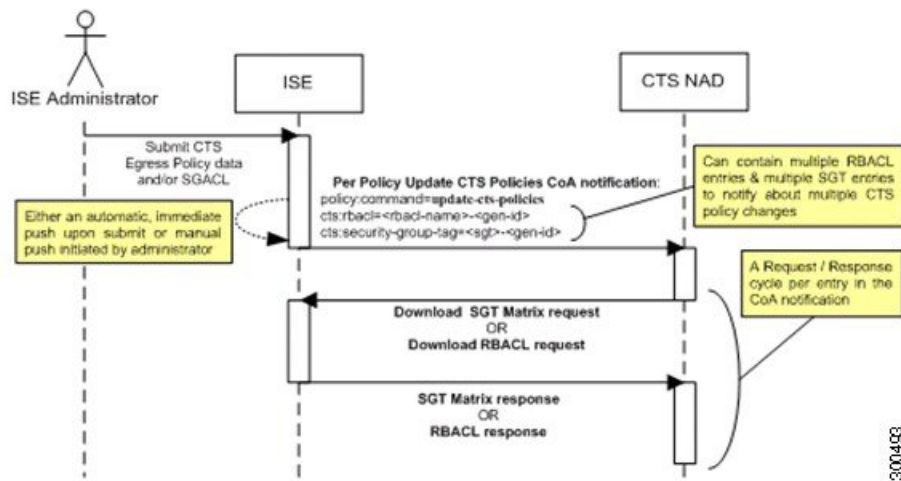 ISE Administrator
ISE
CTS NAD
Submit CTS
Egress Policy data
and/or SGACL
Either an automatic, immediate
push upon submit or manual
push initiated by administrator
Per Policy Update CTS Policies CoA notification:
policy:command=update-cts-policies
cts:rbacl=<rbacl-name>-<gen-id>
cts:security-group-tag=<sgt>-<gen-id>
Can contain multiple RBACL
entries & multiple SGT entries
to notify about multiple CTS
policy changes
A Request / Response
cycle per entry in the
CoA notification
Download SGT Matrix request
OR
Download RBACL request
SGT Matrix response
OR
RBACL response
300493